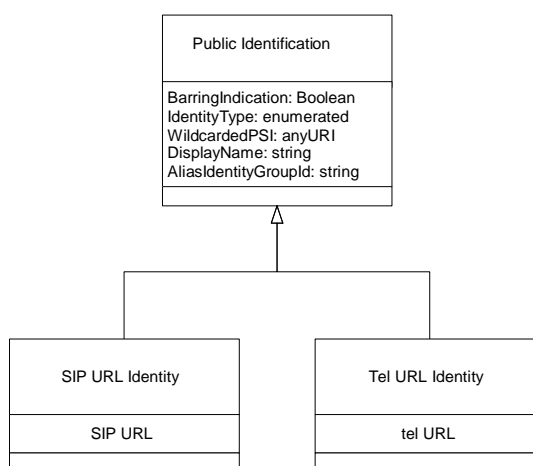 Public Identification
BarringIndication: Boolean
IdentityType: enumerated
WildcardedPSI: anyURI
DisplayName: string
AliasIdentityGroupId: string
SIP URL Identity
SIP URL
Tel URL Identity
tel URL